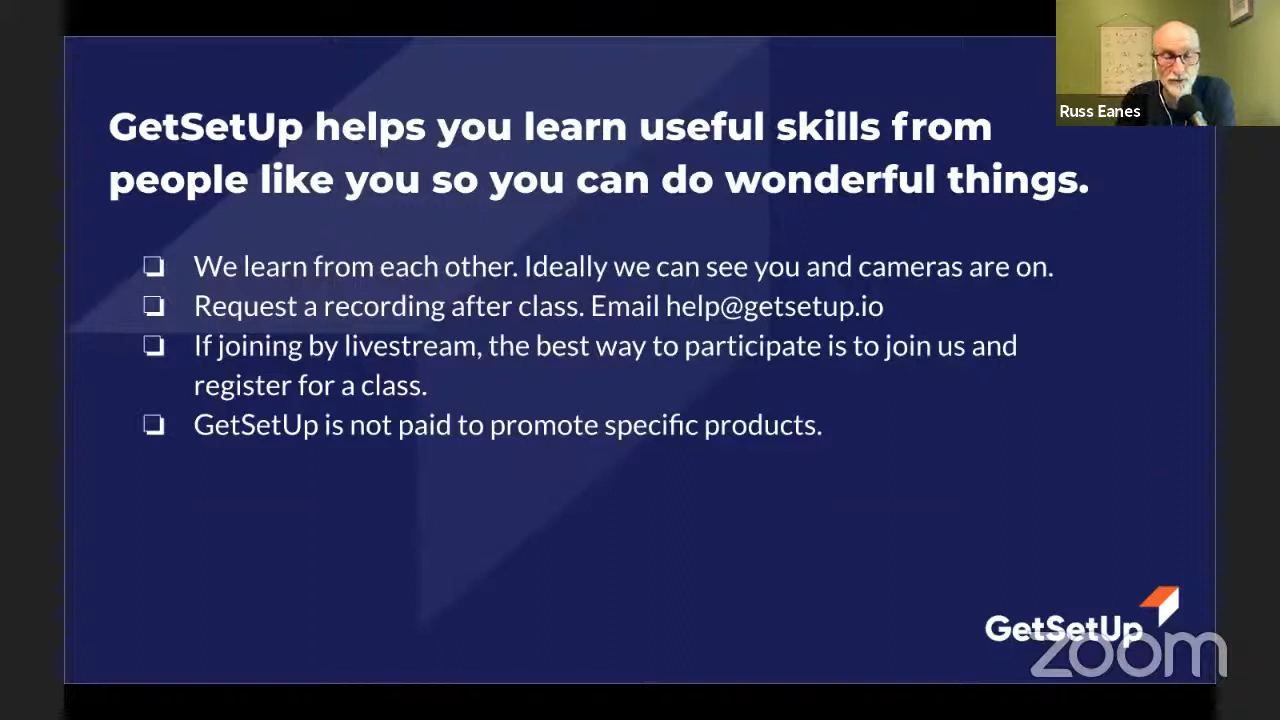 GetSetUp helps you learn useful skills from
people like you so you can do wonderful things.
Russ Eanes
❏ We learn from each other. Ideally we can see you and cameras are on.
❏ Request a recording after class. Email help@getsetup.io
❏ If joining by livestream, the best way to participate is to join us and
register for a class.
❏ GetSetUp is not paid to promote specific products.
GetSetUp
zoom